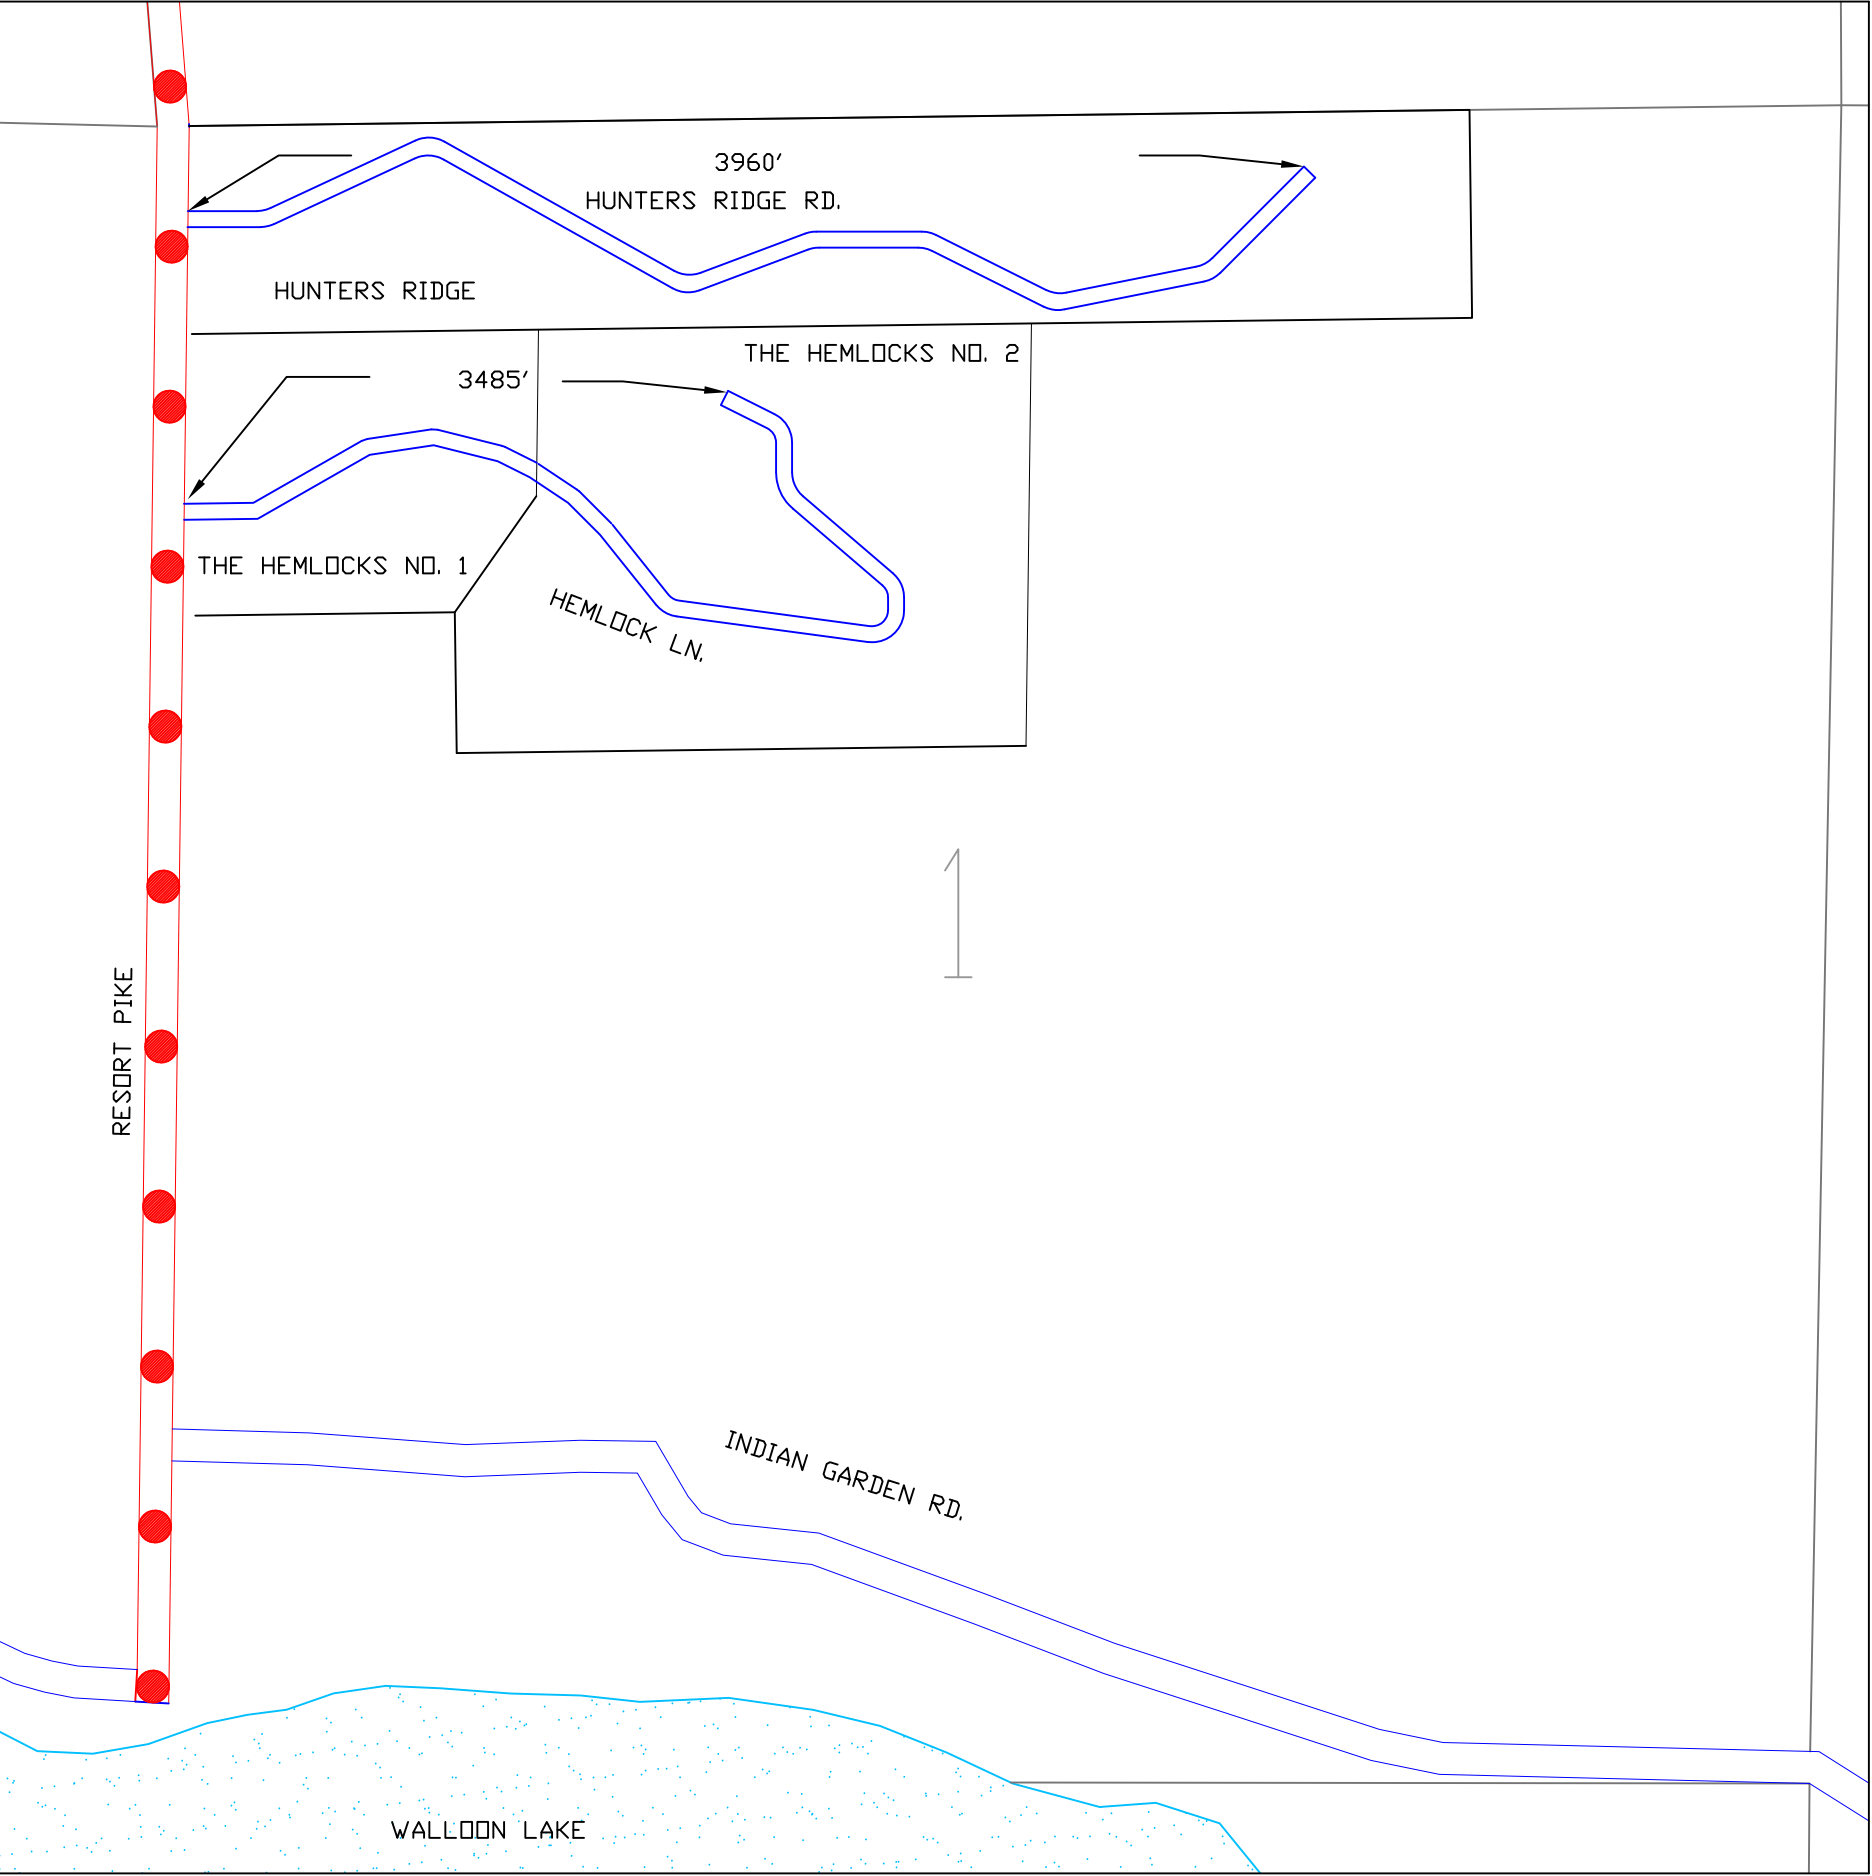 3960'
HUNTERS RIDGE RD.
HUNTERS RIDGE
THE HEMLOCKS NO. 2
3485'
THE HEMLOCKS NO. 1
HEMLOCK LN.
1
RESORT PIKE
INDIAN GARDEN RD.
WALLOON LAKE